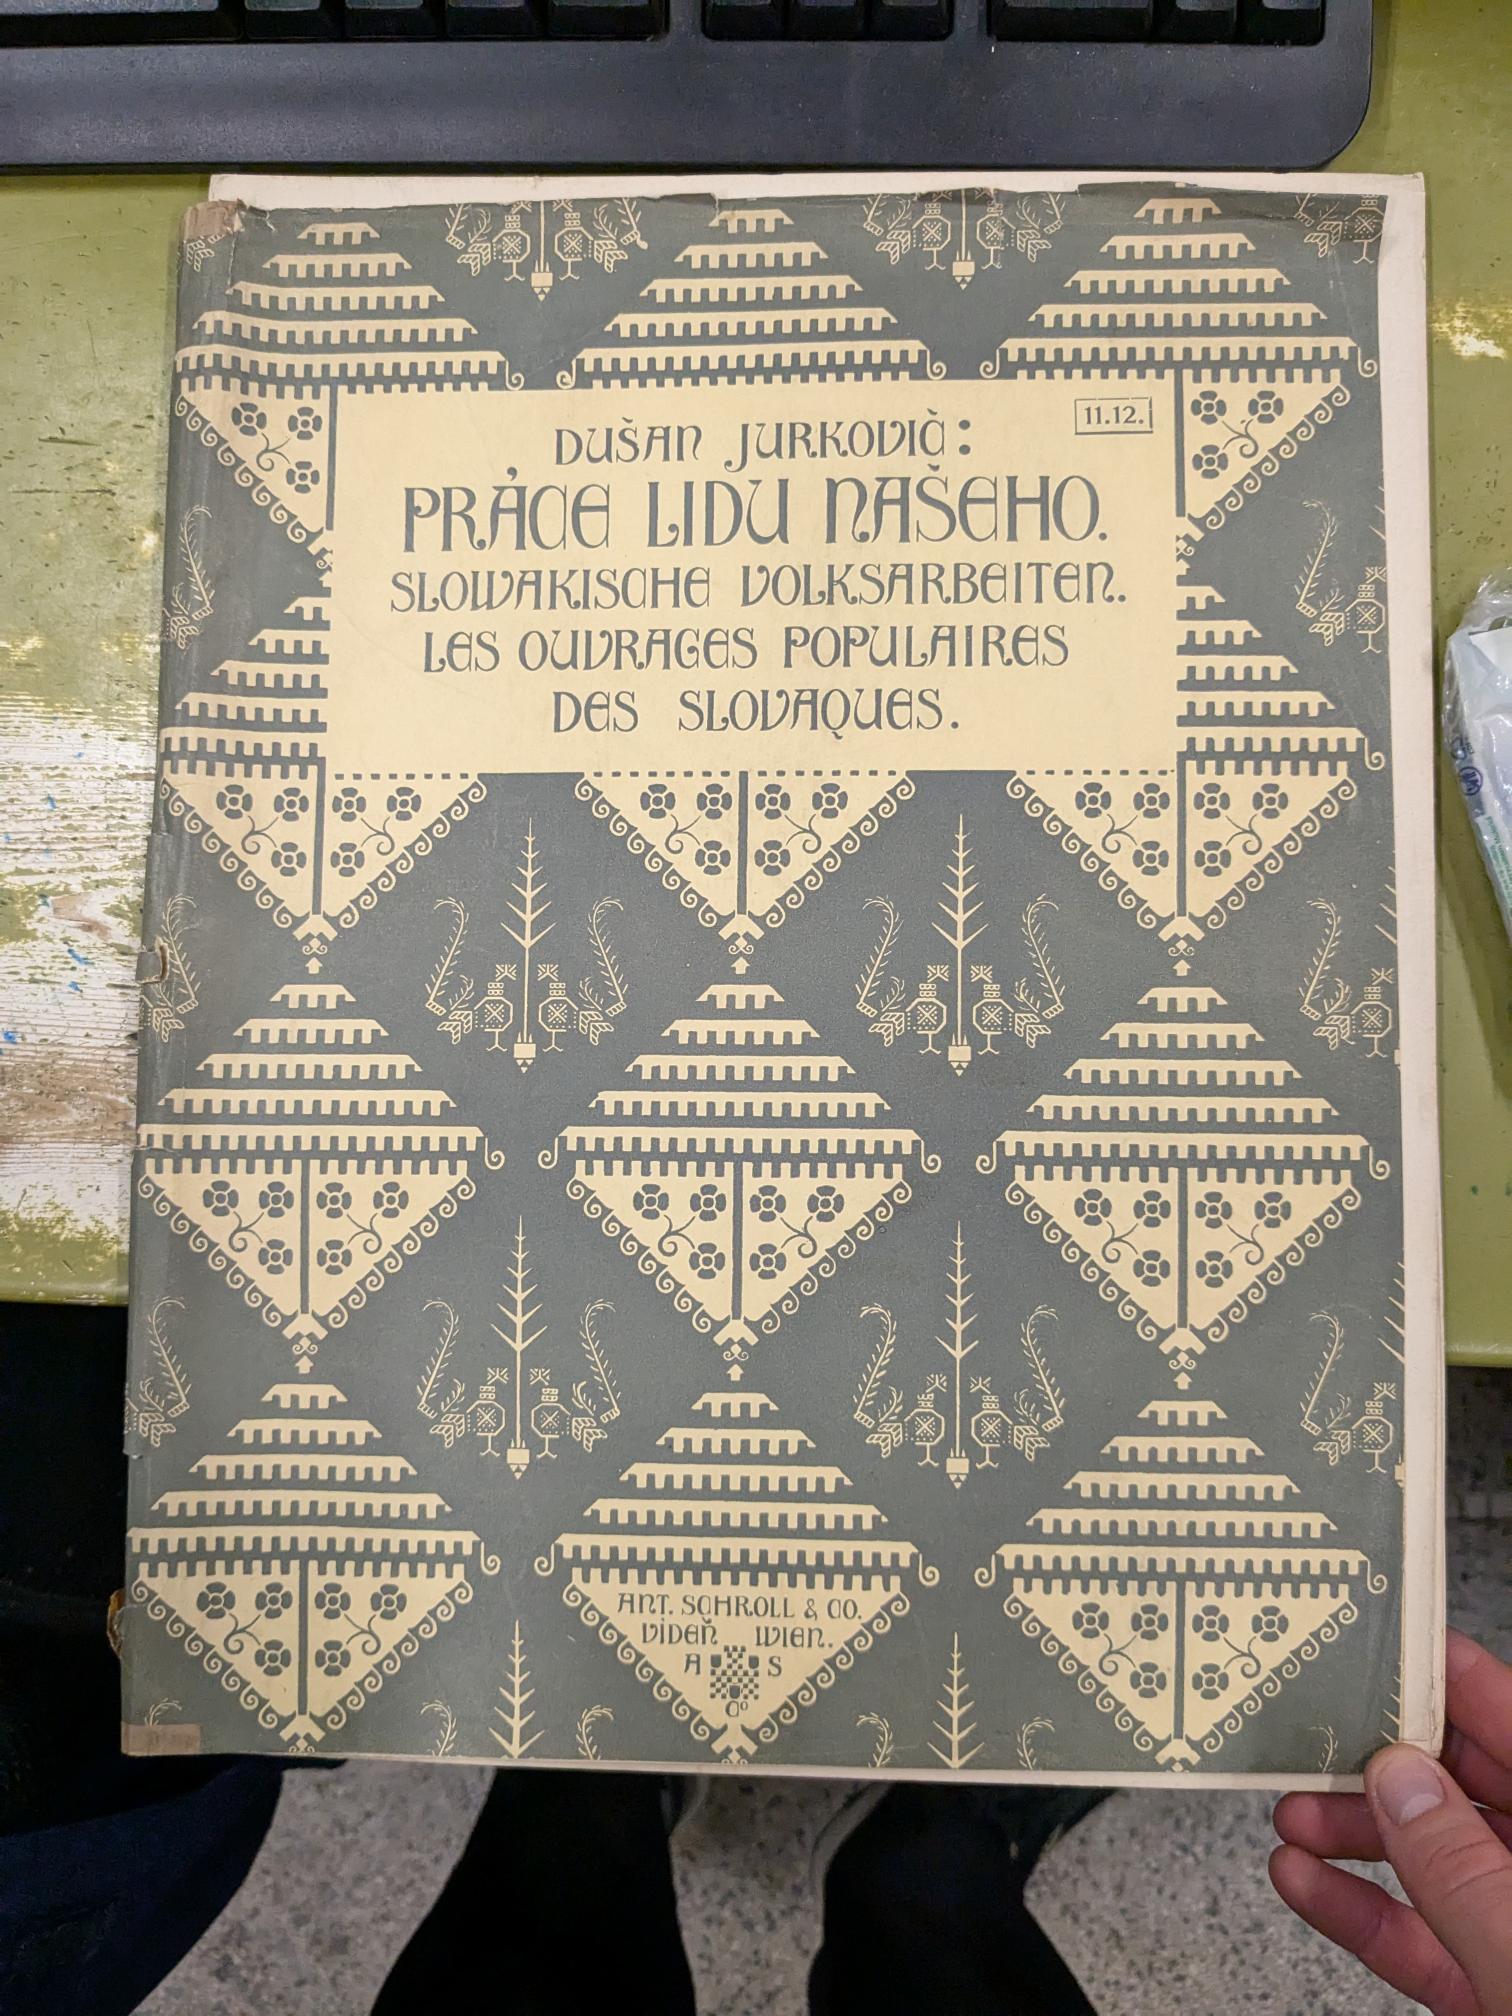 11.12.
DUŠAN JURKOVIČ:
PRÁCE LIDU NAŠEHO.
SLOWAKISCHE VOLKSARBEITEN.
LES OUVRAGES POPULAIRES
DES SLOVAQUES.
ANT. SCHROLL & CO.
VÍDEŇ WIEN.
A S
Cº